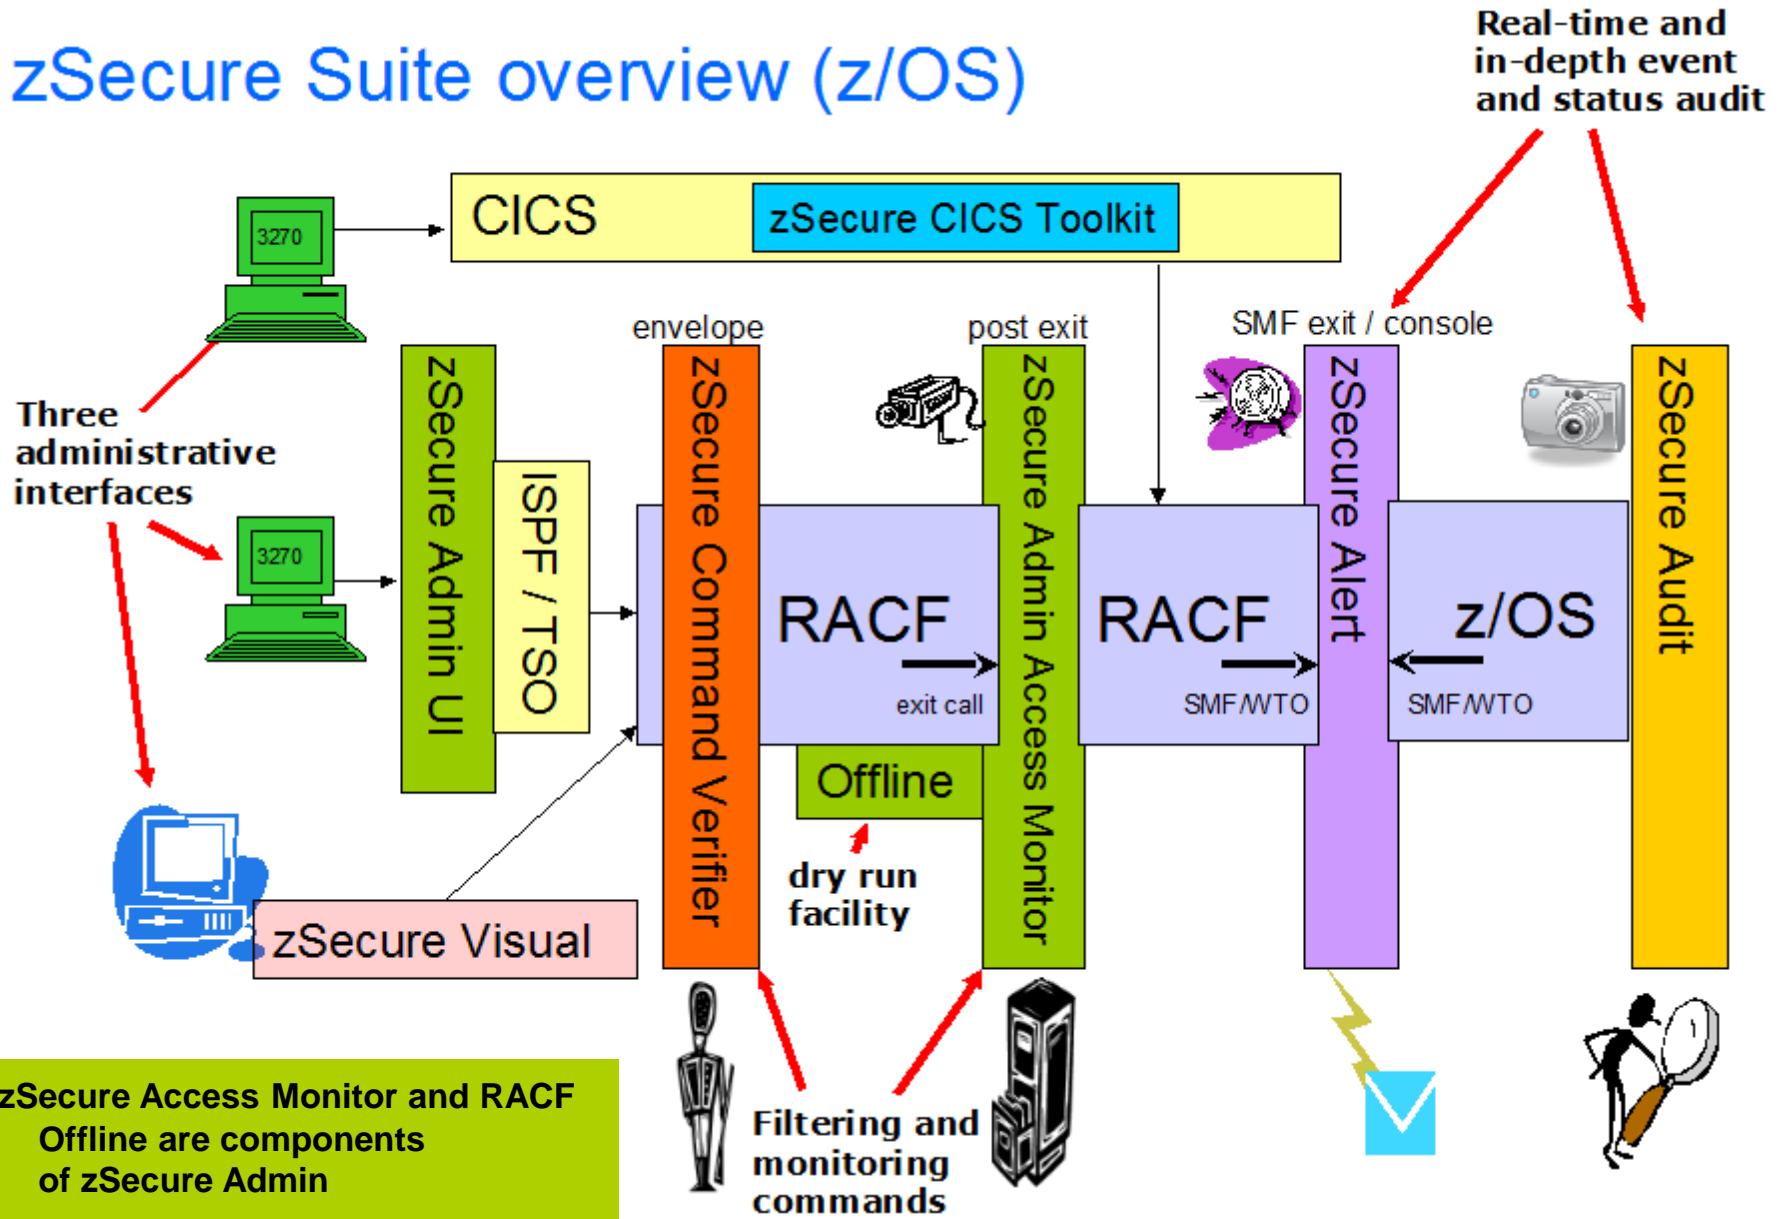 zSecure Suite overview (z/OS)
Real-time and
in-depth event
and status audit
CICS
zSecure CICS Toolkit
3270
envelope
post exit
SMF exit / console
Three
administrative
interfaces
3270
zSecure Admin UI
ISPF / TSO
zSecure Command Verifier
RACF
exit call
Offline
dry run
facility
zSecure Admin Access Monitor
RACF
SMF/WTO
zSecure Alert
z/OS
SMF/WTO
zSecure Audit
zSecure Visual
Filtering and
monitoring
commands
zSecure Access Monitor and RACF
Offline are components
of zSecure Admin